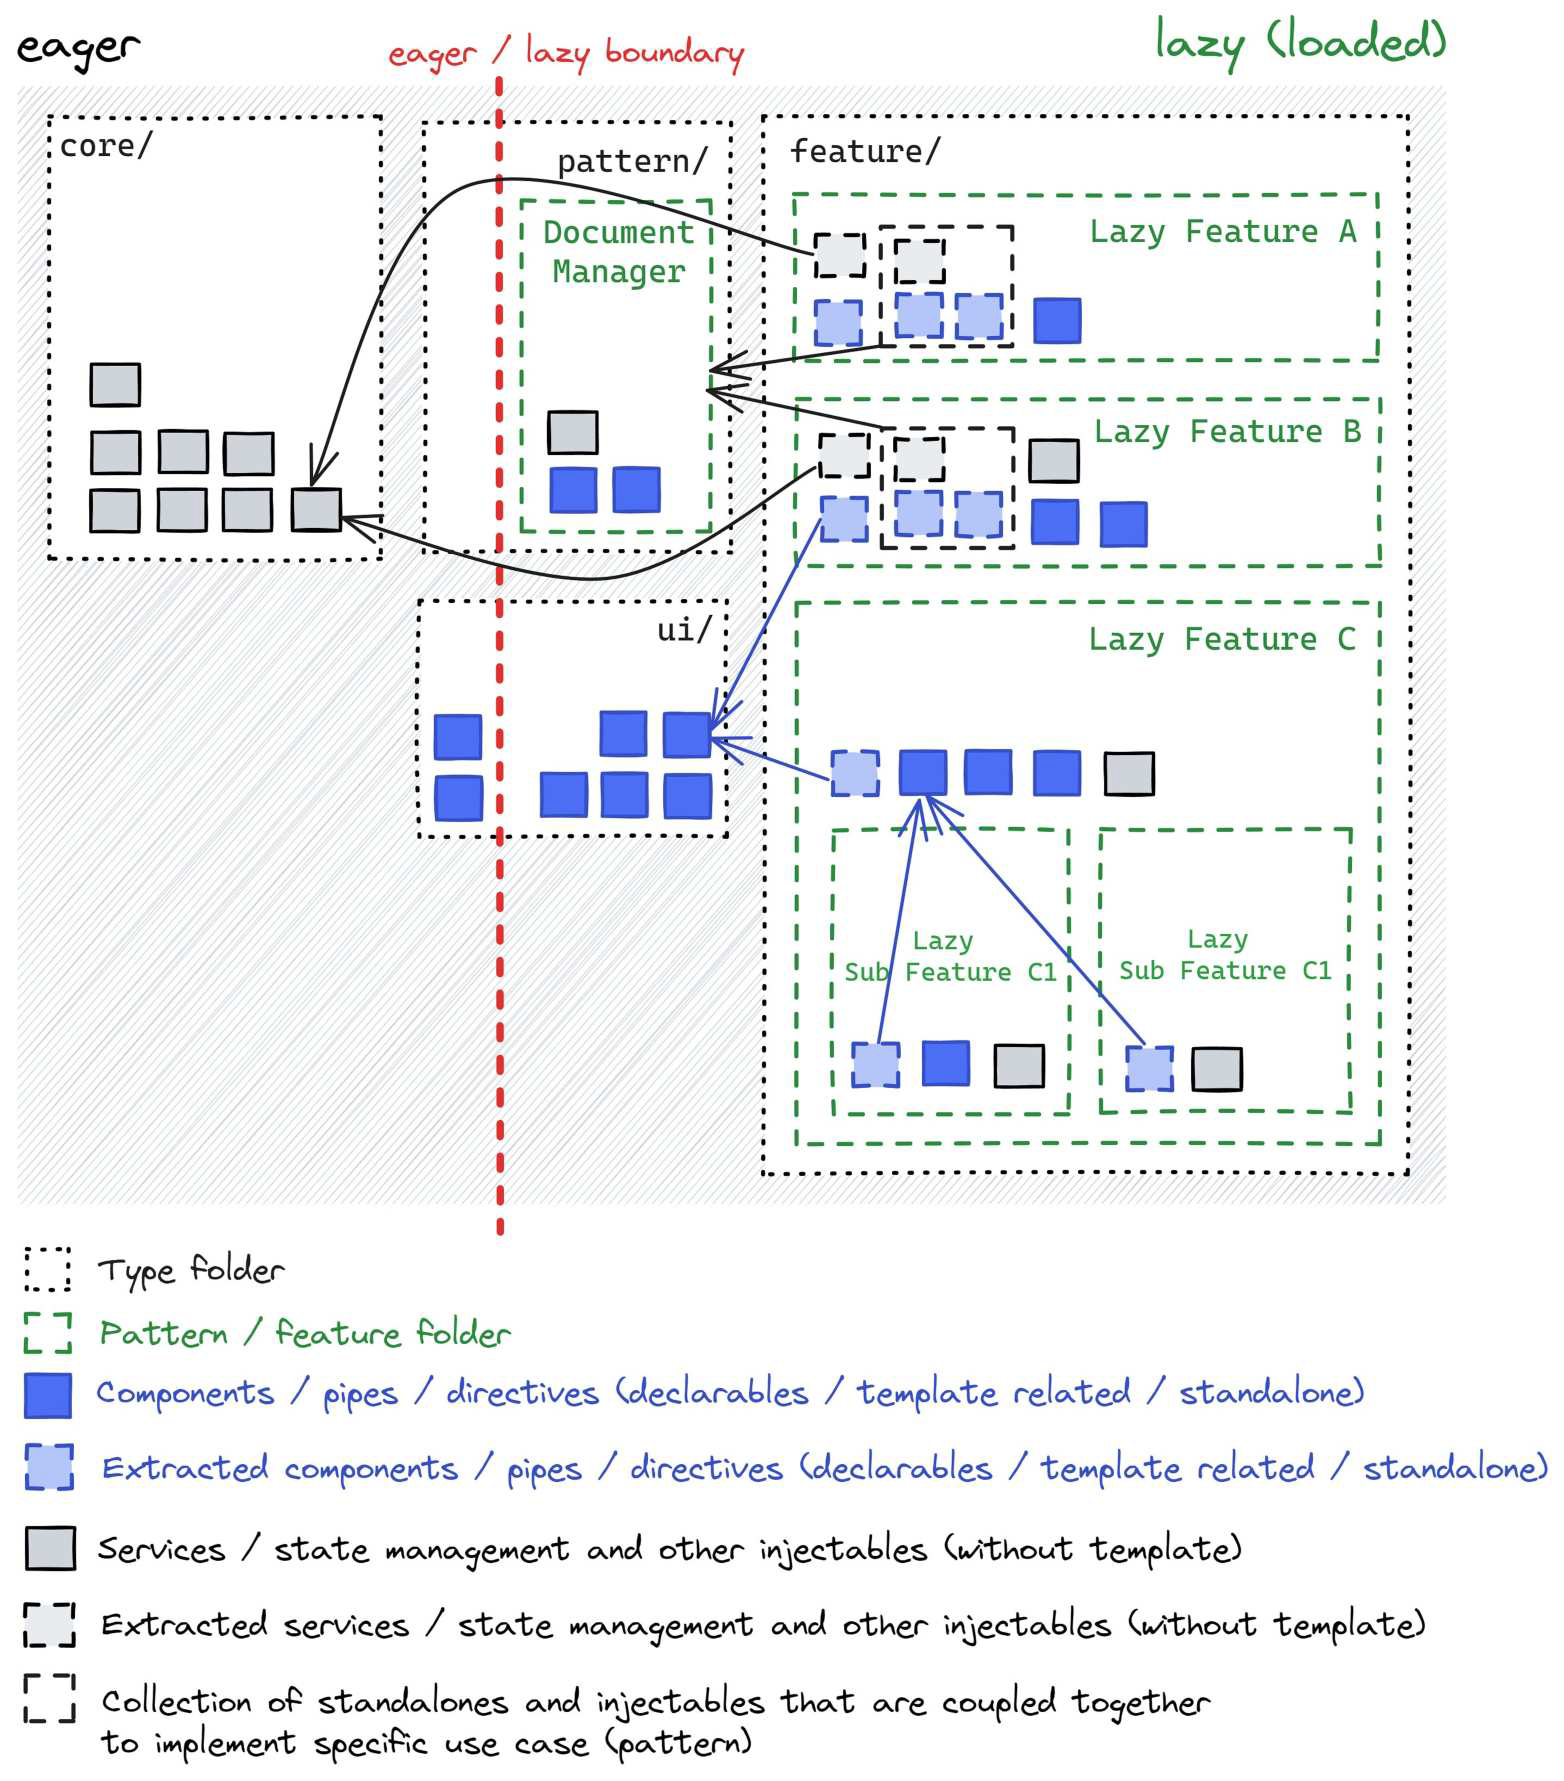 eager
eager / lazy boundary
lazy (loaded)
core/
pattern/
feature/
Document
Manager
Lazy Feature A
Lazy Feature B
ui/
Lazy Feature C
Lazy
Sub Feature C1
Lazy
Sub Feature C1
Type folder
Pattern / feature folder
Components / pipes / directives (declarables / template related / standalone)
Extracted components / pipes / directives (declarables / template related / standalone)
Services / state management and other injectables (without template)
Extracted services / state management and other injectables (without template)
Collection of standalones and injectables that are coupled together
to implement specific use case (pattern)